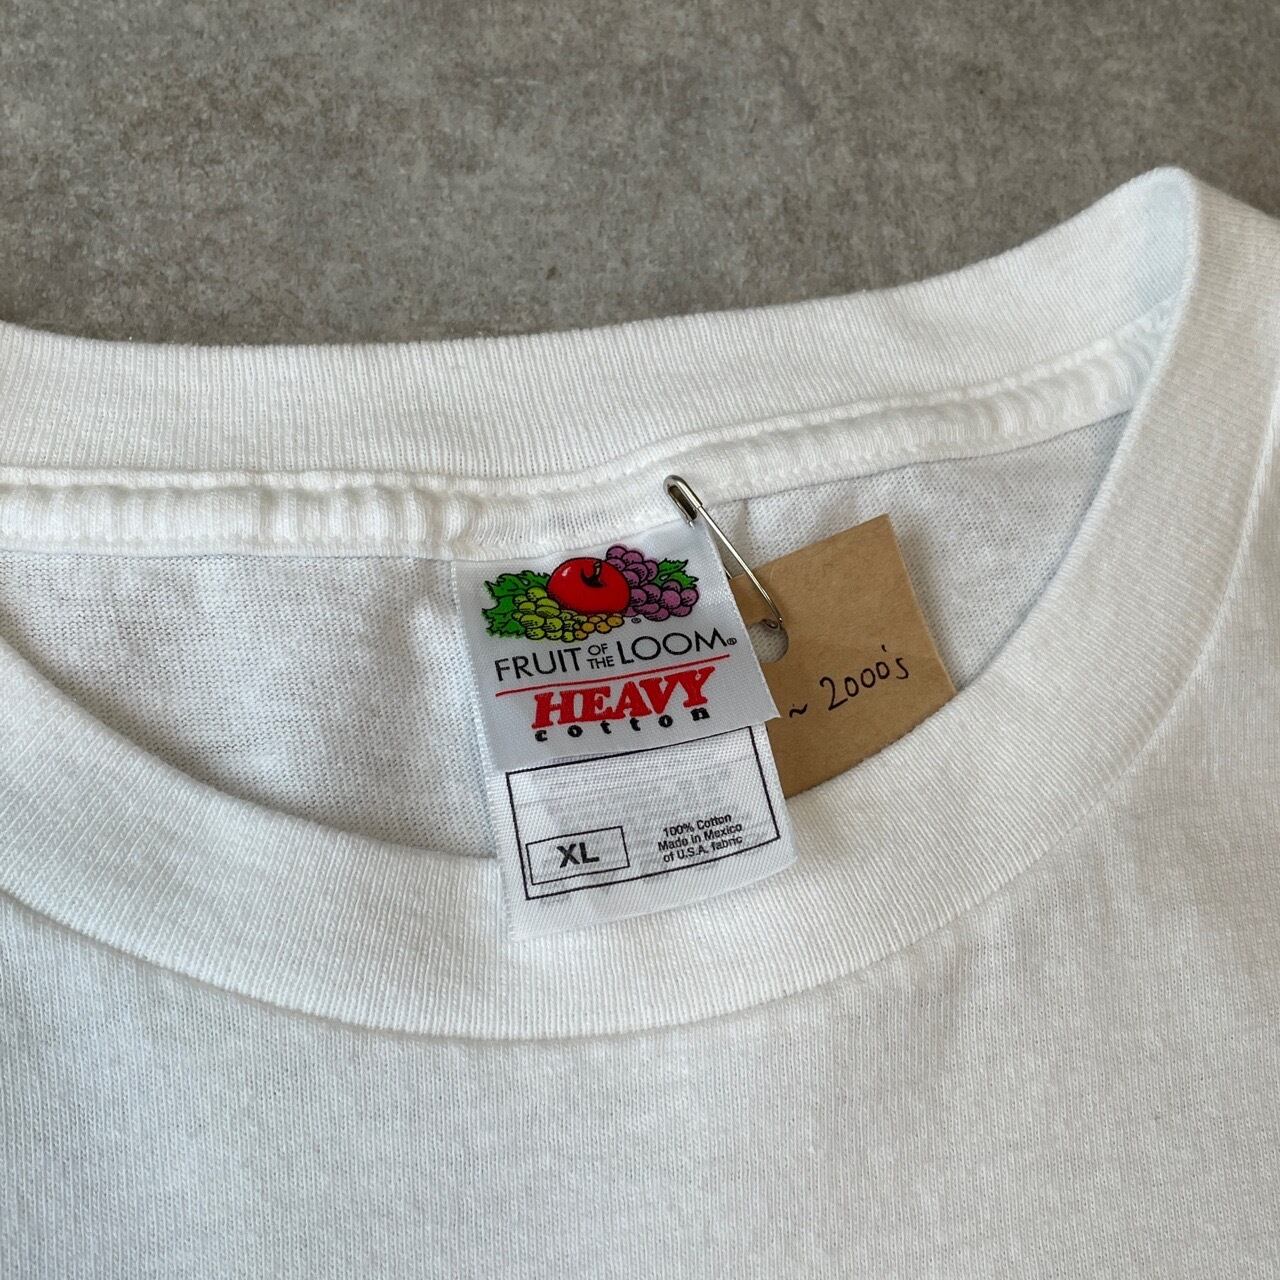 FRUIT OF THE LOOM®
HEAVY
cotton
XL
100% Cotton
Made in Mexico
of U.S.A. fabric
~ 2000's